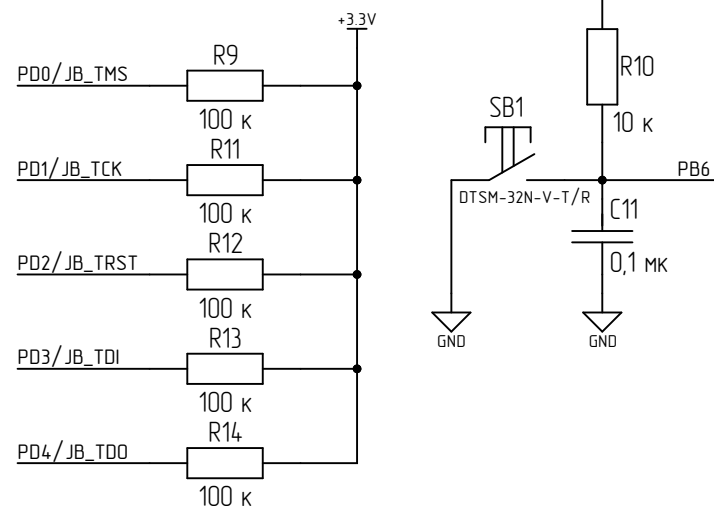 +3.3V
R9
PD0/JB_TMS
100 к
R11
PD1/JB_TCK
100 к
R12
PD2/JB_TRST
100 к
R13
PD3/JB_TDI
100 к
R14
PD4/JB_TDO
100 к
R10
10 к
SB1
DTSM-32N-V-T/R
PB6
C11
0,1 мк
GND
GND